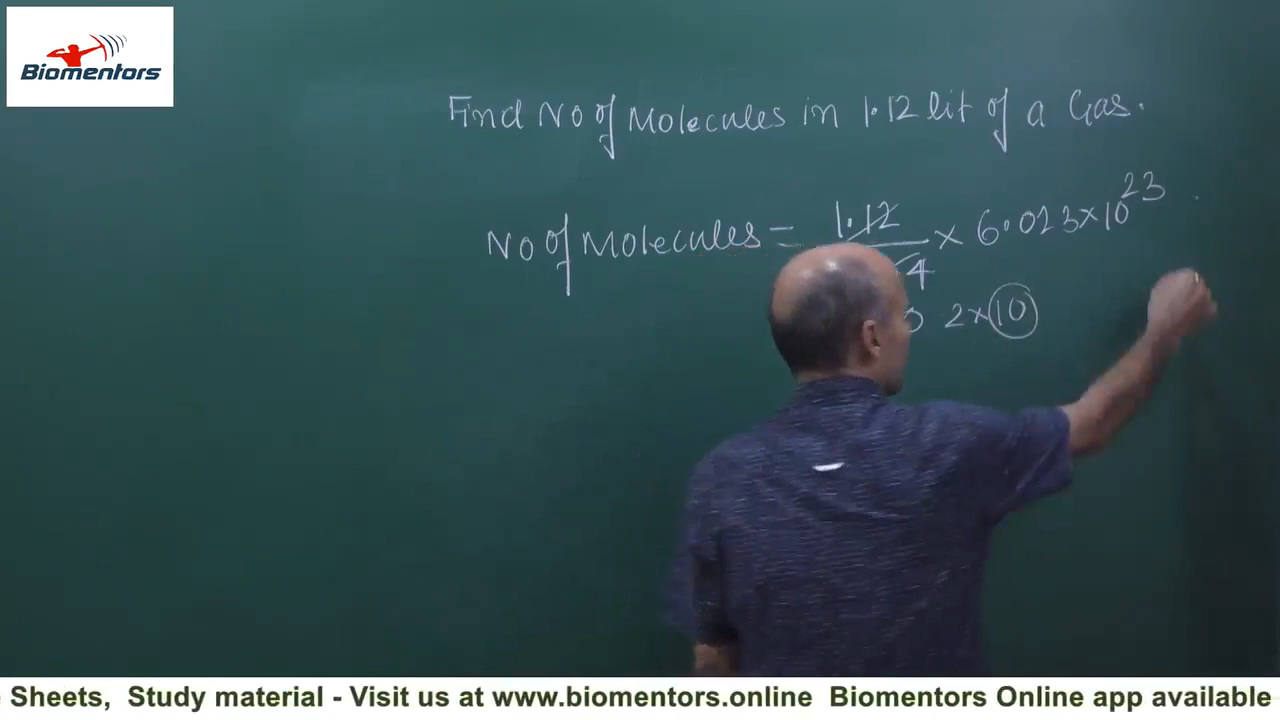 Biomentors
Find No of Molecules in 1.12 lit of a Gas.
No of Molecules = 1.12 × 6.023×10²³
4
2×10
Sheets, Study material - Visit us at www.biomentors.online Biomentors Online app available